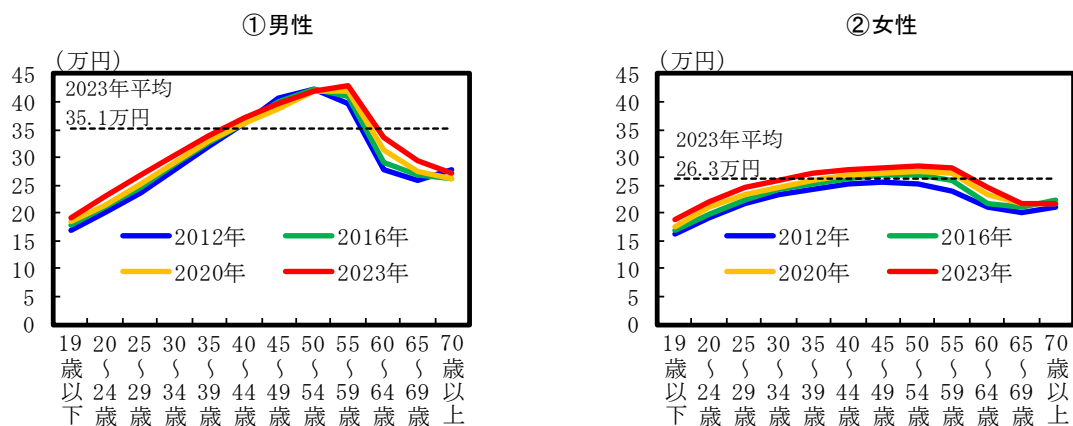 ①男性
(万円)
45
40
35
30
25
20
15
10
5
0
2023年平均
35.1万円
2012年
2016年
2020年
2023年
19歳以下
20～24歳
25～29歳
30～34歳
35～39歳
40～44歳
45～49歳
50～54歳
55～59歳
60～64歳
65～69歳
70歳以上
②女性
(万円)
45
40
35
30
25
20
15
10
5
0
2023年平均
26.3万円
2012年
2016年
2020年
2023年
19歳以下
20～24歳
25～29歳
30～34歳
35～39歳
40～44歳
45～49歳
50～54歳
55～59歳
60～64歳
65～69歳
70歳以上